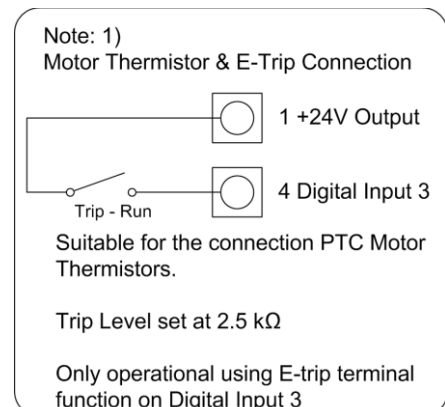 Note: 1)
Motor Thermistor & E-Trip Connection
1 +24V Output
4 Digital Input 3
Trip - Run
Suitable for the connection PTC Motor
Thermistors.
Trip Level set at 2.5 kΩ
Only operational using E-trip terminal
function on Digital Input 3